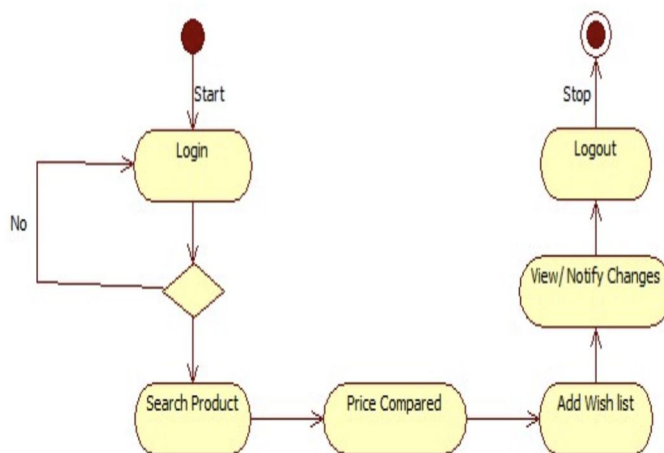 Start
Login
No
Search Product
Price Compared
Add Wish list
View/ Notify Changes
Logout
Stop